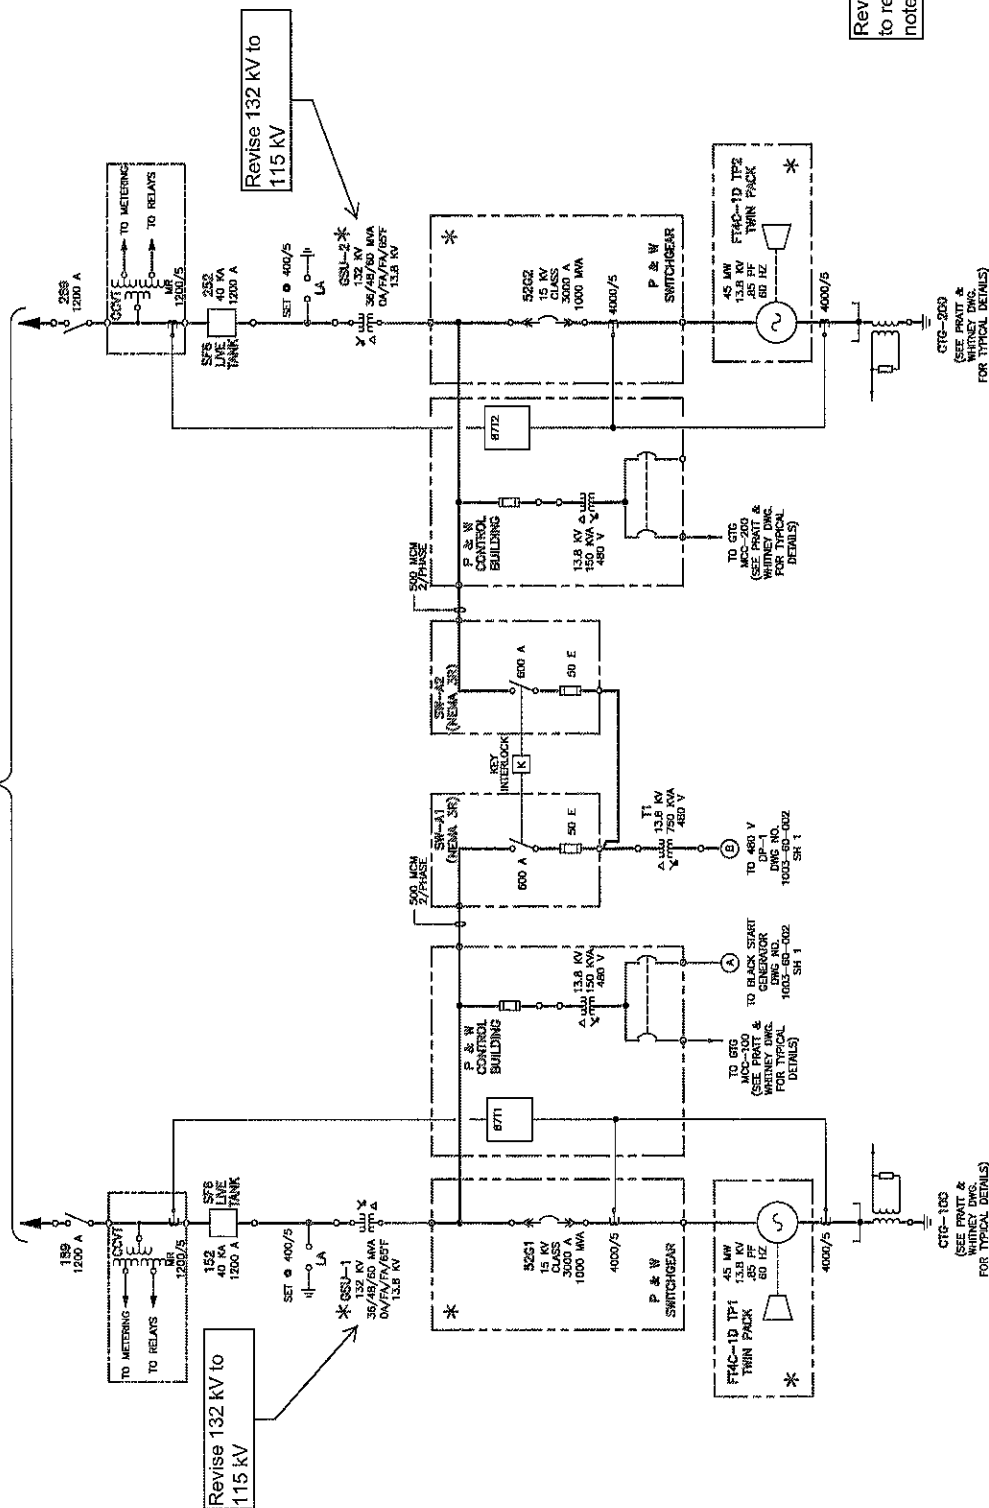 Revise 132 kV to
115 kV
Revise 132 kV to
115 kV
Rev
to re
note
189
1200 A
TO METERING
TO RELAYS
CCVT
MR
1200/5
152
40 KA
1200 A
SF6
LIVE
TANK
SET @ 400/5
LA
* GSU-1
132 KV
36/48/60 MVA
OA/FA/FA/65°F
13.8 KV
*
52G1
15 KV
CLASS
3000 A
1000 MVA
4000/5
P & W
SWITCHGEAR
FT4C-1D TP1
TWIN PACK
*
45 MW
13.8 KV
.85 PF
60 HZ
4000/5
CTG-100
(SEE PRATT &
WHITNEY DWG.
FOR TYPICAL DETAILS)
87T1
P & W
CONTROL
BUILDING
13.8 KV
150 KVA
480 V
TO GTG
MCC-100
(SEE PRATT &
WHITNEY DWG.
FOR TYPICAL
DETAILS)
A
TO BLACK START
GENERATOR
DWG NO.
1003-60-002
SH 1
500 MCM
2/PHASE
SW-A1
(NEMA 3R)
600 A
50 E
KEY
INTERLOCK
K
T1
13.8 KV
750 KVA
480 V
B
TO 480 V
DP-1
DWG NO.
1003-60-002
SH 1
SW-A2
(NEMA 3R)
600 A
50 E
500 MCM
2/PHASE
P & W
CONTROL
BUILDING
13.8 KV
150 KVA
480 V
TO GTG
MCC-200
(SEE PRATT &
WHITNEY DWG.
FOR TYPICAL
DETAILS)
87T2
289
1200 A
CCVT
TO METERING
TO RELAYS
MR
1200/5
SF6
LIVE
TANK
252
40 KA
1200 A
SET @ 400/5
LA
GSU-2 *
132 KV
36/48/60 MVA
OA/FA/FA/65°F
13.8 KV
*
52G2
15 KV
CLASS
3000 A
1000 MVA
4000/5
P & W
SWITCHGEAR
45 MW
13.8 KV
.85 PF
60 HZ
FT4C-1D TP2
TWIN PACK
*
4000/5
CTG-200
(SEE PRATT &
WHITNEY DWG.
FOR TYPICAL DETAILS)